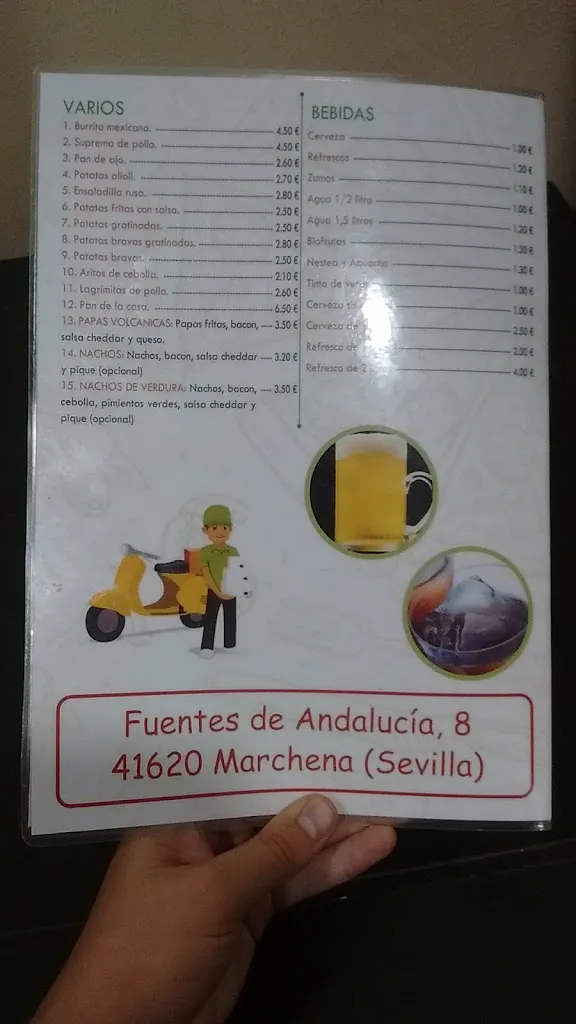 VARIOS
1. Burrito mexicano. 4.50 €
2. Suprema de pollo. 4.50 €
3. Pan de ajo. 2.60 €
4. Patatas alioli. 2.70 €
5. Ensaladilla rusa. 2.80 €
6. Patatas fritas con salsa. 2.50 €
7. Patatas gratinadas. 2.50 €
8. Patatas bravas gratinadas. 2.80 €
9. Patatas bravas. 2.50 €
10. Aritos de cebolla. 2.10 €
11. Lagrimitas de pollo. 2.60 €
12. Pan de la casa. 6.50 €
13. PAPAS VOLCANICAS: Papas fritas, bacon, ---- 3.50 €
salsa cheddar y queso.
14. NACHOS: Nachos, bacon, salsa cheddar ---- 3.20 €
y pique (opcional)
15. NACHOS DE VERDURA: Nachos, bacon, ---- 3.50 €
cebolla, pimientos verdes, salsa cheddar y
pique (opcional)
BEBIDAS
Cerveza 1.00 €
Refrescos 1.20 €
Zumos 1.10 €
Agua 1/2 litro 1.00 €
Agua 1,5 litros 1.20 €
Biofrutas 1.30 €
Nestea y Aquarius 1.30 €
Tinto de 1.00 €
Cerveza 1.00 €
Cerveza de 2.50 €
Refresco de 2.00 €
Refresco de 2 4.00 €
Fuentes de Andalucía, 8
41620 Marchena (Sevilla)